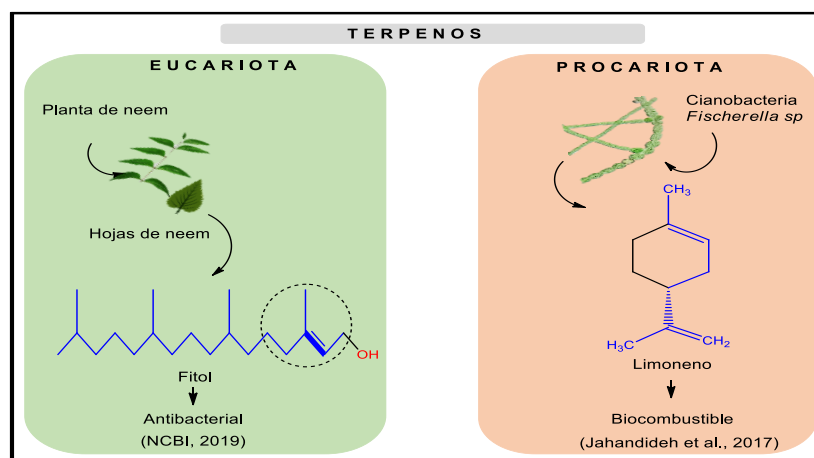 TERPENOS
EUCARIOTA
Planta de neem
Hojas de neem
OH
Fitol
Antibacterial
(NCBI, 2019)
PROCARIOTA
Cianobacteria
Fischerella sp
CH₃
H₃C
CH₂
Limoneno
Biocombustible
(Jahandideh et al., 2017)